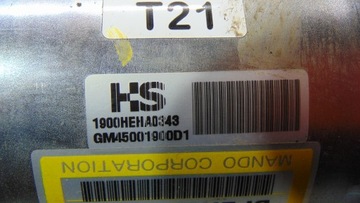 T21
HS
1900HEHA0343
GM45001900D1
MANDO CORPORATION